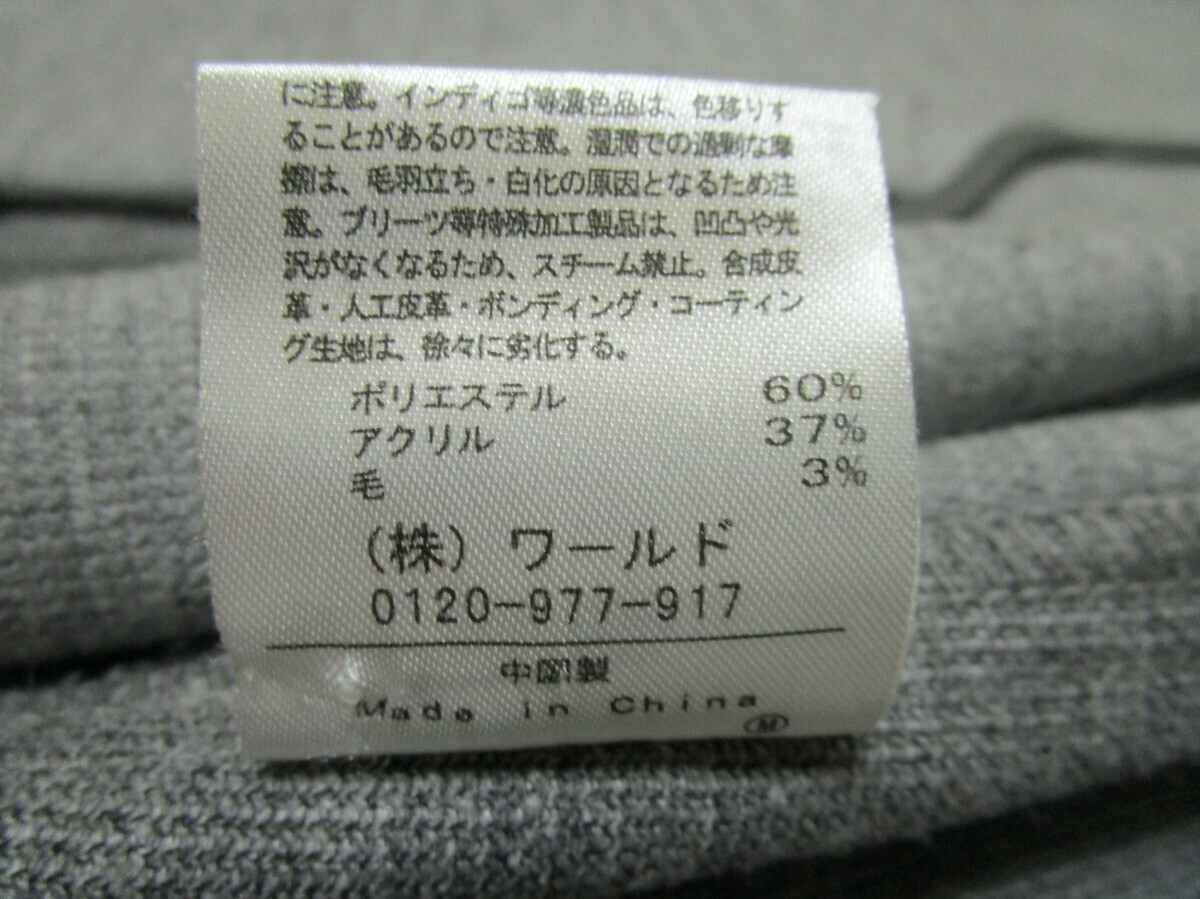 に注意。インディゴ等濃色品は、色移りす
ることがあるので注意。湿潤での過剰な摩
擦は、毛羽立ち・白化の原因となるため注
意。プリーツ等特殊加工製品は、凹凸や光
沢がなくなるため、スチーム禁止。合成皮
革・人工皮革・ボンディング・コーティン
グ生地は、徐々に劣化する。
ポリエステル 60%
アクリル 37%
毛 3%
(株) ワールド
0120-977-917
中国製
Made in China
M